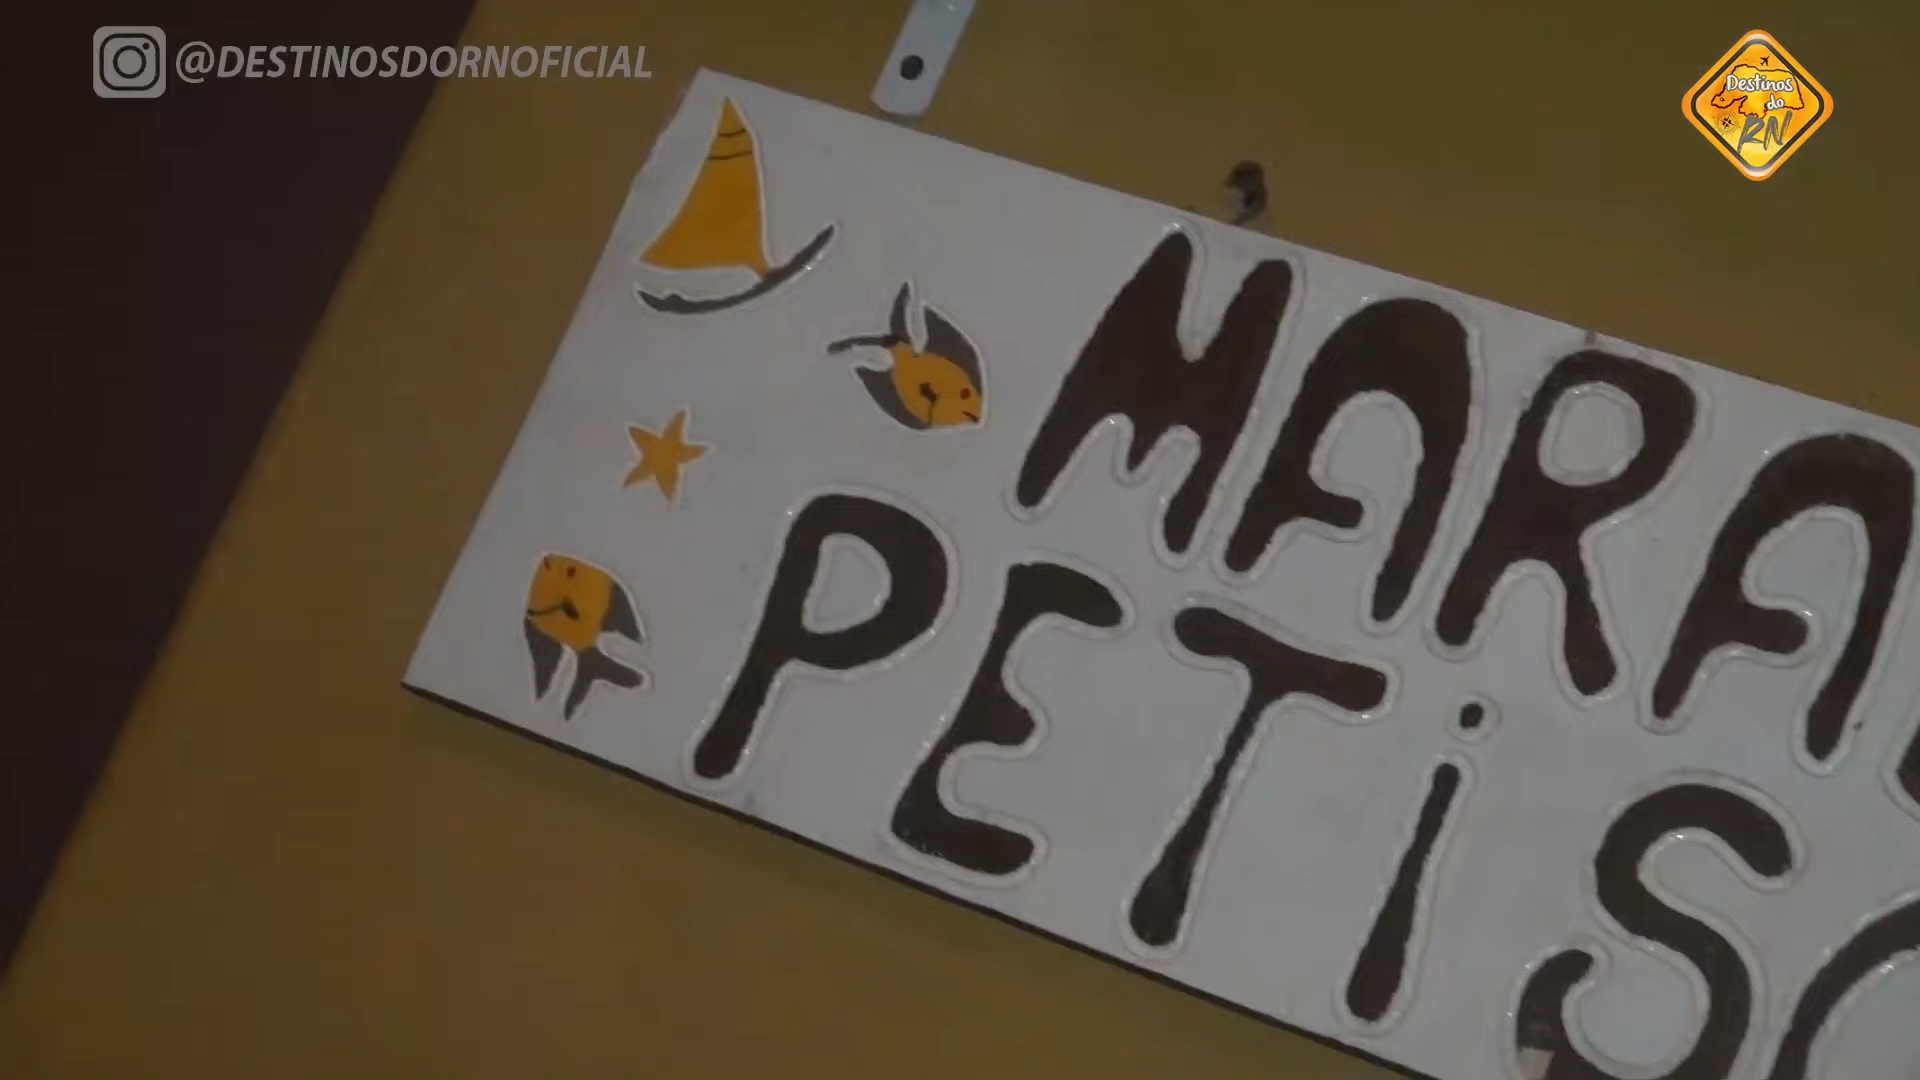 @DESTINOSDORNOFICIAL
Destinos
do
RN
MARA
PETiS